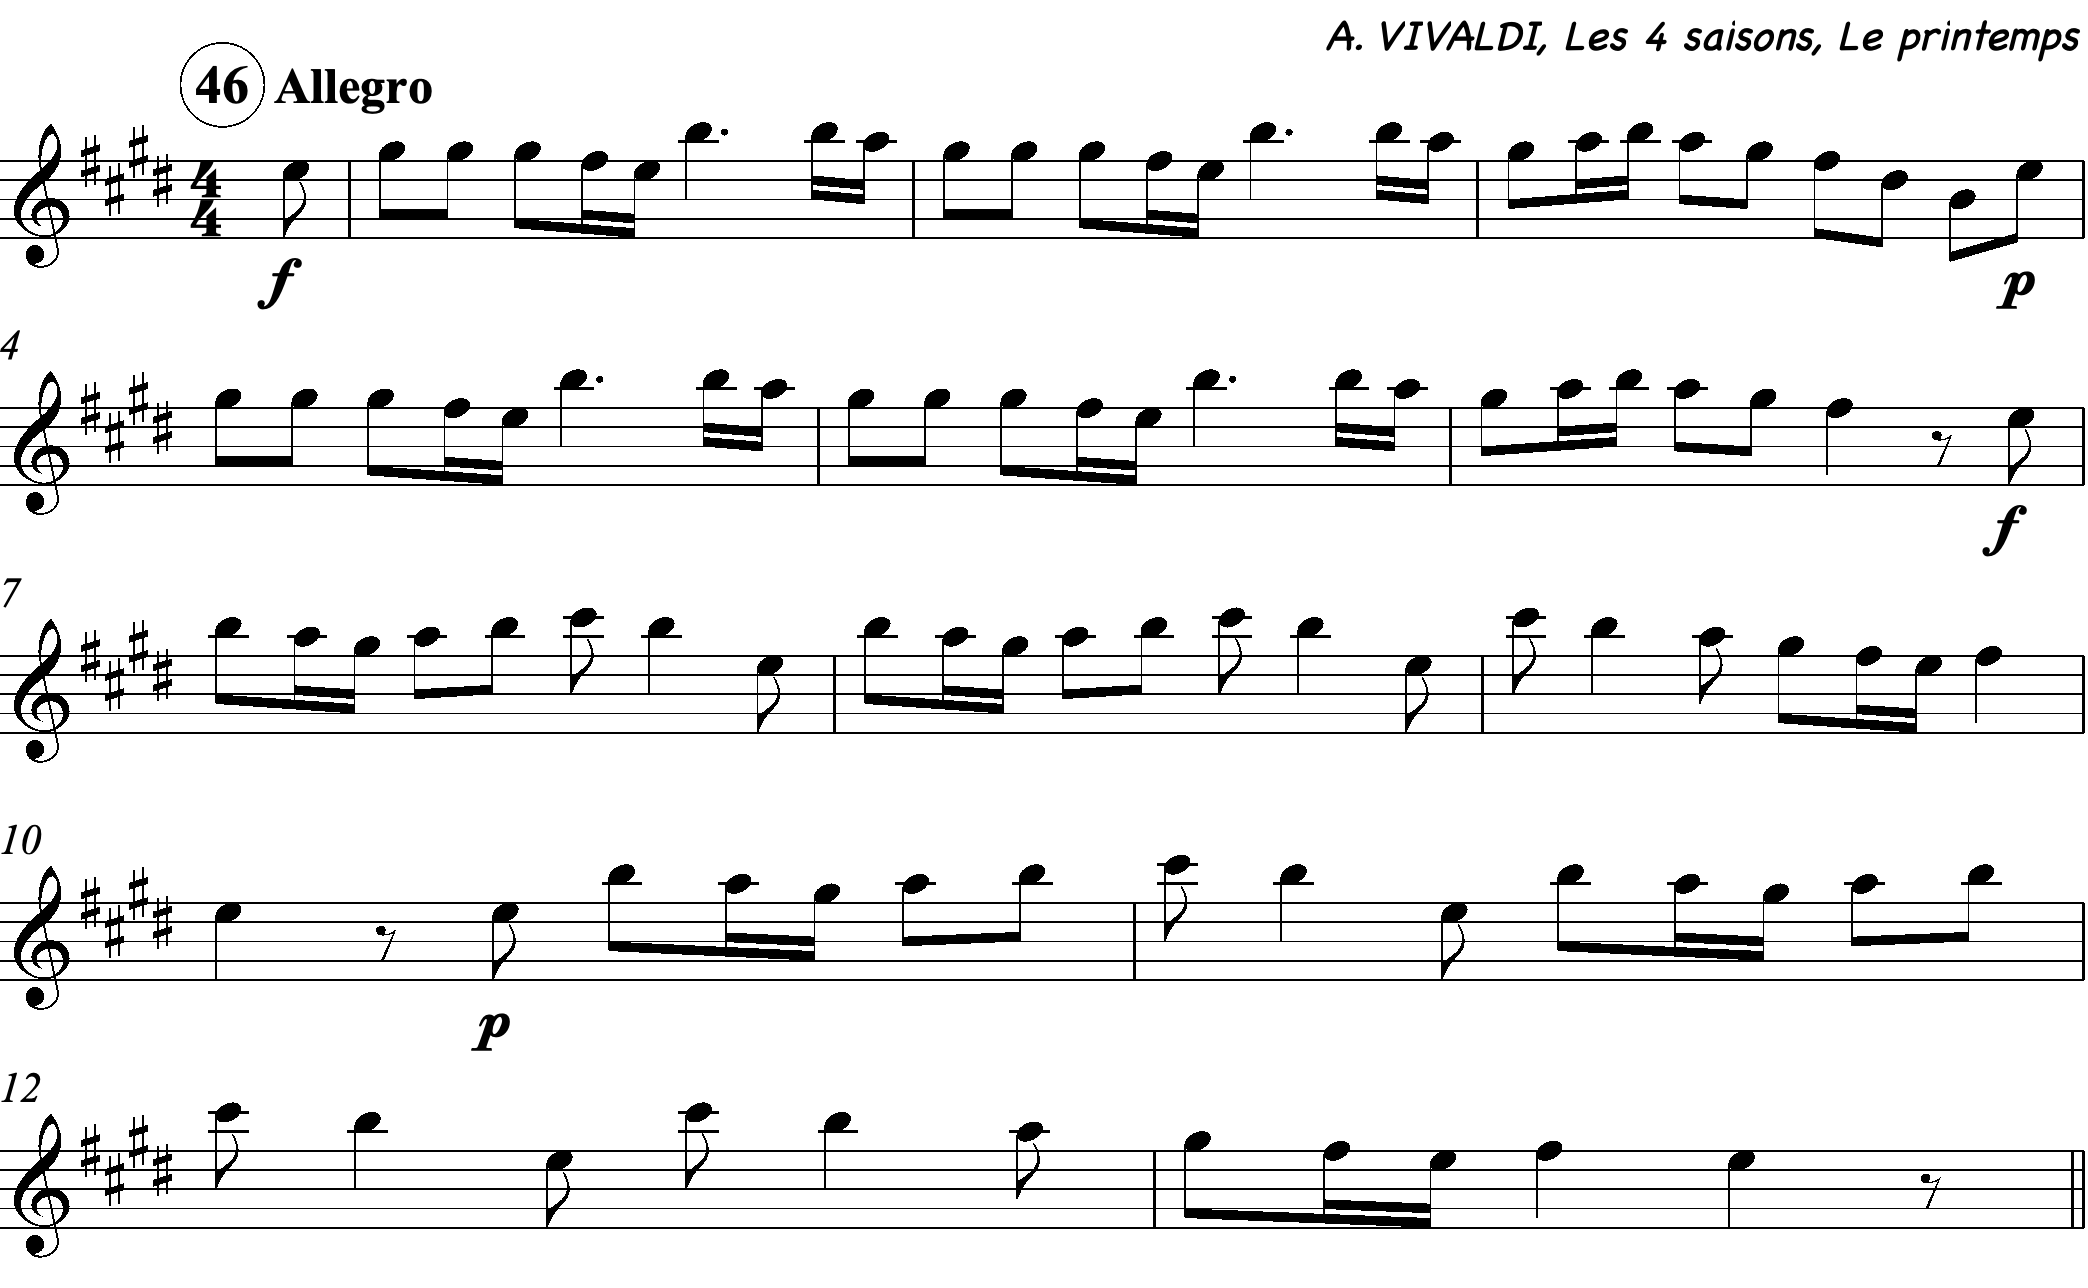 A. VIVALDI, Les 4 saisons, Le printemps
46 Allegro
4
4
f
p
4
f
7
10
p
12